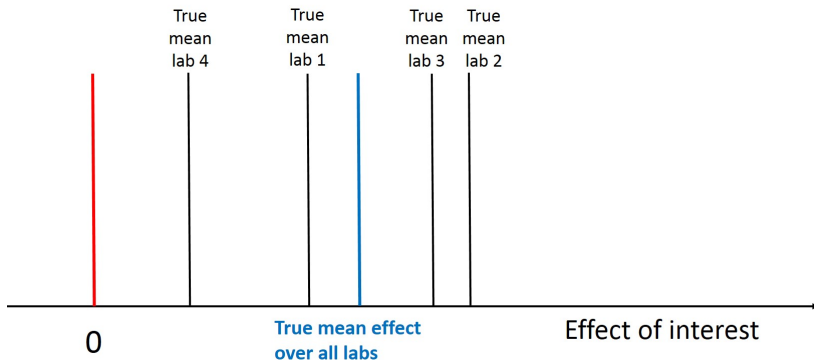 True
mean
lab 4
True
mean
lab 1
True
mean
lab 3
True
mean
lab 2
0
True mean effect
over all labs
Effect of interest